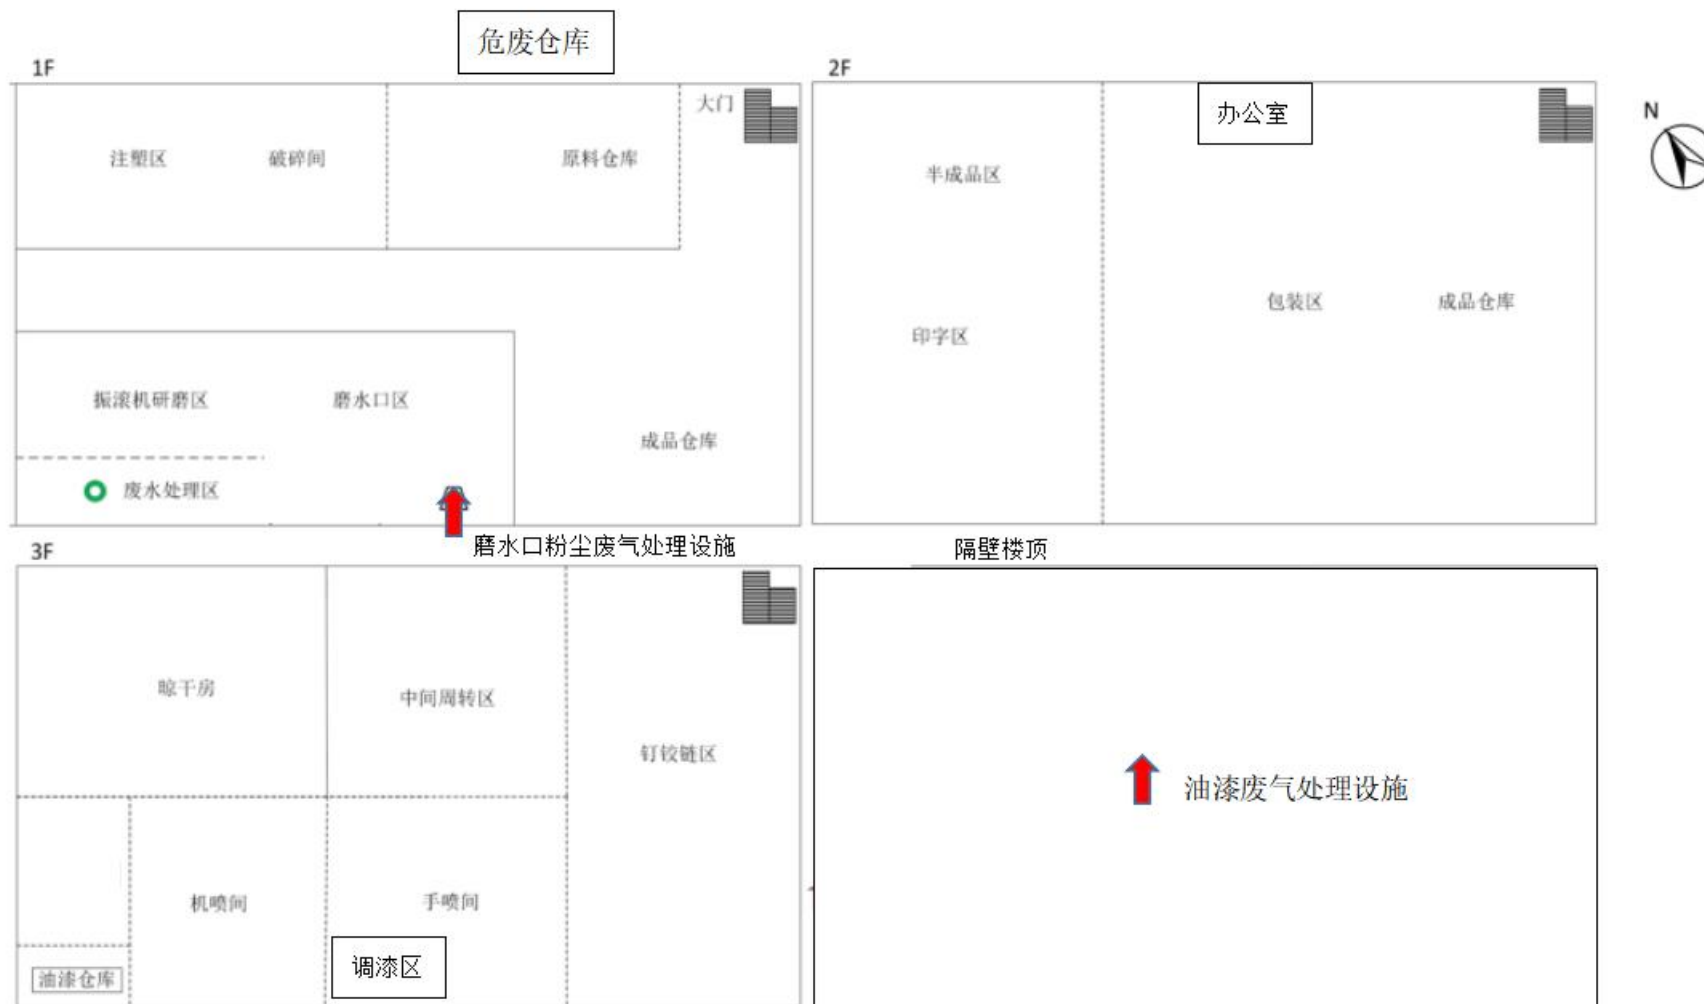 危废仓库
1F
2F
大门
办公室
N
注塑区
破碎间
原料仓库
半成品区
包装区
成品仓库
印字区
振滚机研磨区
磨水口区
成品仓库
废水处理区
磨水口粉尘废气处理设施
3F
隔壁楼顶
晾干房
中间周转区
钉铰链区
油漆废气处理设施
机喷间
手喷间
调漆区
油漆仓库